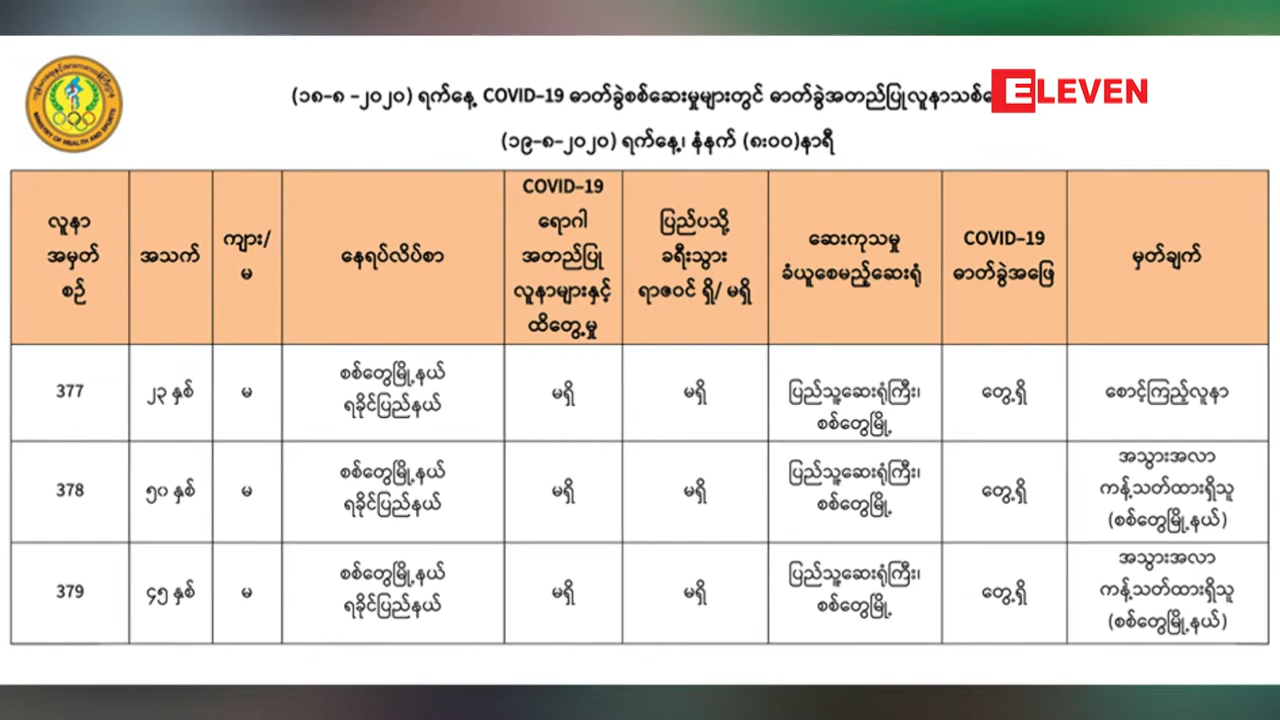 (၁၈-၈ -၂၀၂၀) ရက်နေ့ COVID-19 ဓာတ်ခွဲစစ်ဆေးမှုများတွင် ဓာတ်ခွဲအတည်ပြုလူနာသစ်
ELEVEN
(၁၉-၈-၂၀၂၀) ရက်နေ့၊ နံနက် (၈:၀၀)နာရီ
MINISTRY OF HEALTH AND SPORTS
လူနာ
အမှတ်
စဉ်
အသက်
ကျား/
မ
နေရပ်လိပ်စာ
COVID-19
ရောဂါ
အတည်ပြု
လူနာများနှင့်
ထိတွေ့မှု
ပြည်ပသို့
ခရီးသွား
ရာဇဝင် ရှိ/ မရှိ
ဆေးကုသမှု
ခံယူစေမည့်ဆေးရုံ
COVID-19
ဓာတ်ခွဲအဖြေ
မှတ်ချက်
377
၂၃ နှစ်
မ
စစ်တွေမြို့နယ်
ရခိုင်ပြည်နယ်
မရှိ
မရှိ
ပြည်သူ့ဆေးရုံကြီး၊
စစ်တွေမြို့
တွေ့ရှိ
စောင့်ကြည့်လူနာ
378
၅၀ နှစ်
မ
စစ်တွေမြို့နယ်
ရခိုင်ပြည်နယ်
မရှိ
မရှိ
ပြည်သူ့ဆေးရုံကြီး၊
စစ်တွေမြို့
တွေ့ရှိ
အသွားအလာ
ကန့်သတ်ထားရှိသူ
(စစ်တွေမြို့နယ်)
379
၄၅ နှစ်
မ
စစ်တွေမြို့နယ်
ရခိုင်ပြည်နယ်
မရှိ
မရှိ
ပြည်သူ့ဆေးရုံကြီး၊
စစ်တွေမြို့
တွေ့ရှိ
အသွားအလာ
ကန့်သတ်ထားရှိသူ
(စစ်တွေမြို့နယ်)